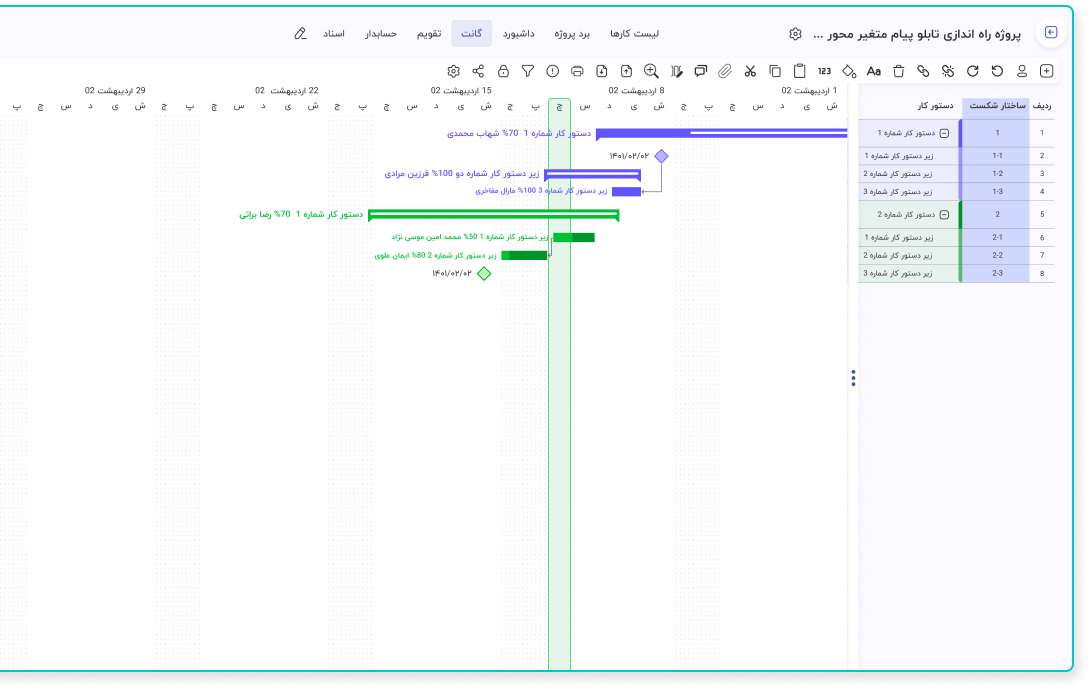 پروژه راه اندازی تابلو پیام متغیر محور ...
لیست کارها
برد پروژه
داشبورد
گانت
تقویم
حسابدار
اسناد
Aa
123
ردیف ساختار شکست دستور کار
1 1 دستور کار شماره 1
2 1-1 زیر دستور کار شماره 1
3 1-2 زیر دستور کار شماره 2
4 1-3 زیر دستور کار شماره 3
5 2 دستور کار شماره 2
6 2-1 زیر دستور کار شماره 1
7 2-2 زیر دستور کار شماره 2
8 2-3 زیر دستور کار شماره 3
1 اردیبهشت 02
8 اردیبهشت 02
15 اردیبهشت 02
22 اردیبهشت 02
29 اردیبهشت 02
ش ی د س چ پ ج ش ی د س چ پ ج ش ی د س چ پ ج ش ی د س چ پ ج ش ی د س چ پ
دستور کار شماره 1 70% شهاب محمدی
۱۴۰۱/۰۲/۰۲
زیر دستور کار شماره دو 100% فرزین مرادی
زیر دستور کار شماره 3 100% مارال مفاخری
دستور کار شماره 1 70% رضا براتی
زیر دستور کار شماره 1 50% محمد امین موسی نژاد
زیر دستور کار شماره 2 80% ایمان علوی
۱۴۰۱/۰۲/۰۲